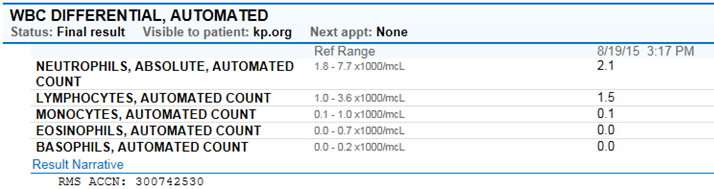 WBC DIFFERENTIAL, AUTOMATED
Status: Final result Visible to patient: kp.org Next appt: None
Ref Range 8/19/15 3:17 PM
NEUTROPHILS, ABSOLUTE, AUTOMATED COUNT 1.8 - 7.7 x1000/mcL 2.1
LYMPHOCYTES, AUTOMATED COUNT 1.0 - 3.6 x1000/mcL 1.5
MONOCYTES, AUTOMATED COUNT 0.1 - 1.0 x1000/mcL 0.1
EOSINOPHILS, AUTOMATED COUNT 0.0 - 0.7 x1000/mcL 0.0
BASOPHILS, AUTOMATED COUNT 0.0 - 0.2 x1000/mcL 0.0
Result Narrative
RMS ACCN: 300742530